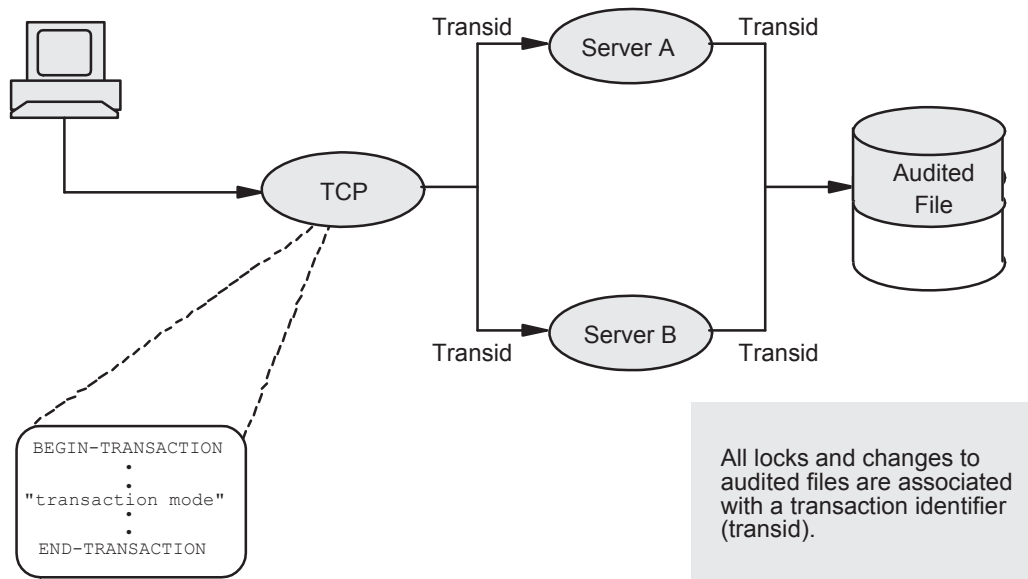 Transid
Transid
Server A
Audited
File
TCP
Server B
Transid
Transid
BEGIN-TRANSACTION
"transaction mode"
END-TRANSACTION
All locks and changes to
audited files are associated
with a transaction identifier
(transid).